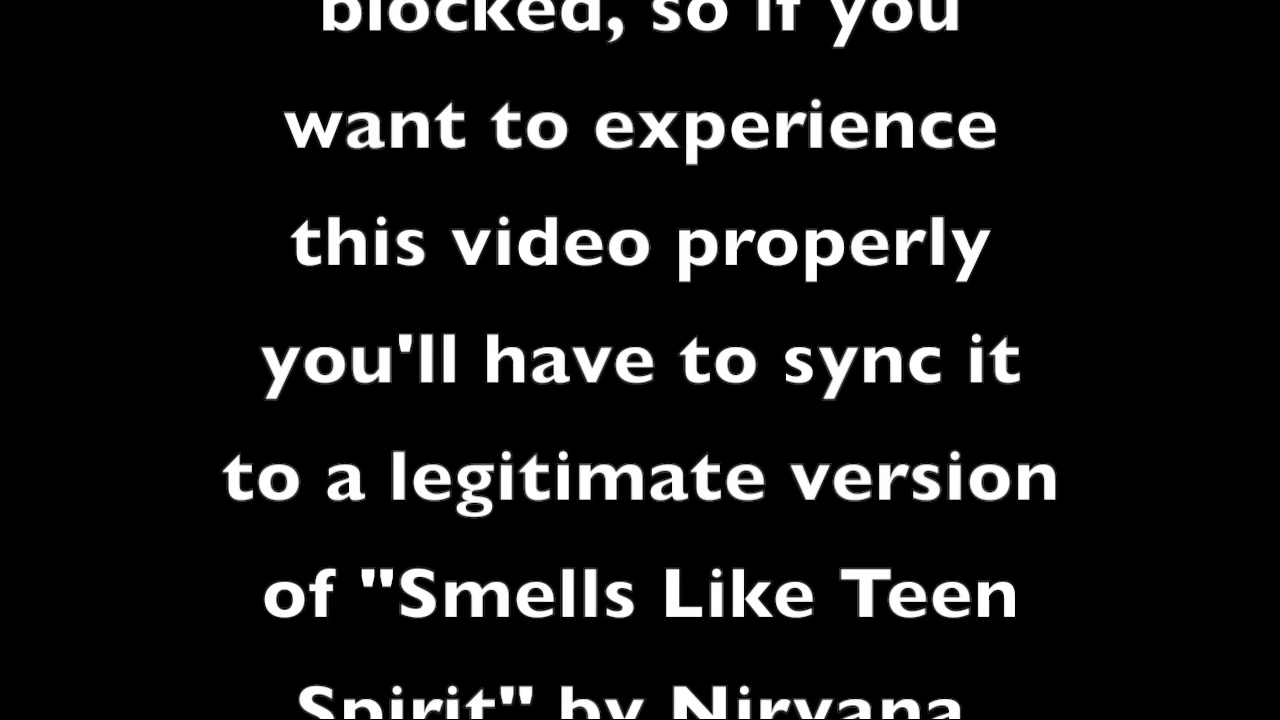 blocked, so if you
want to experience
this video properly
you'll have to sync it
to a legitimate version
of "Smells Like Teen
Spirit" by Nirvana